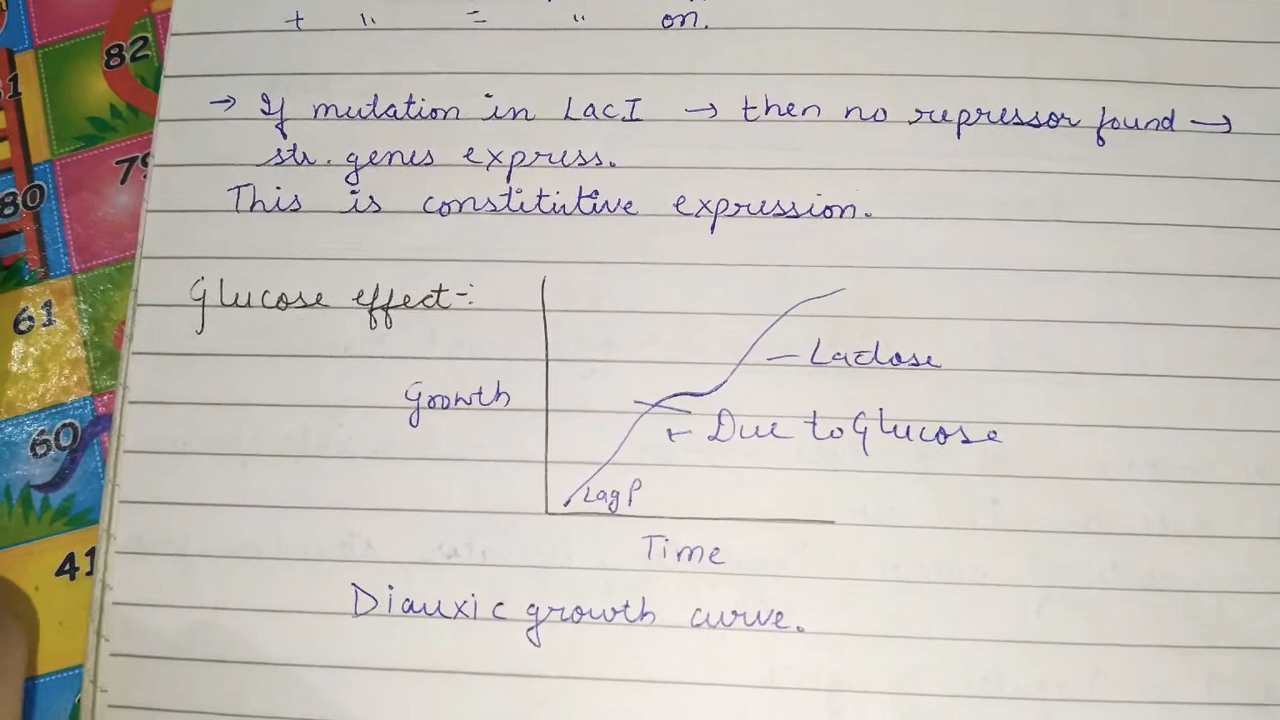 + " = " on.
→ If mutation in LacI → then no repressor found →
str. genes express.
This is constitutive expression.
Glucose effect-:
Growth
Lactose
← Due to Glucose
Lag P
Time
Diauxic growth curve.
82
79
80
61
60
41